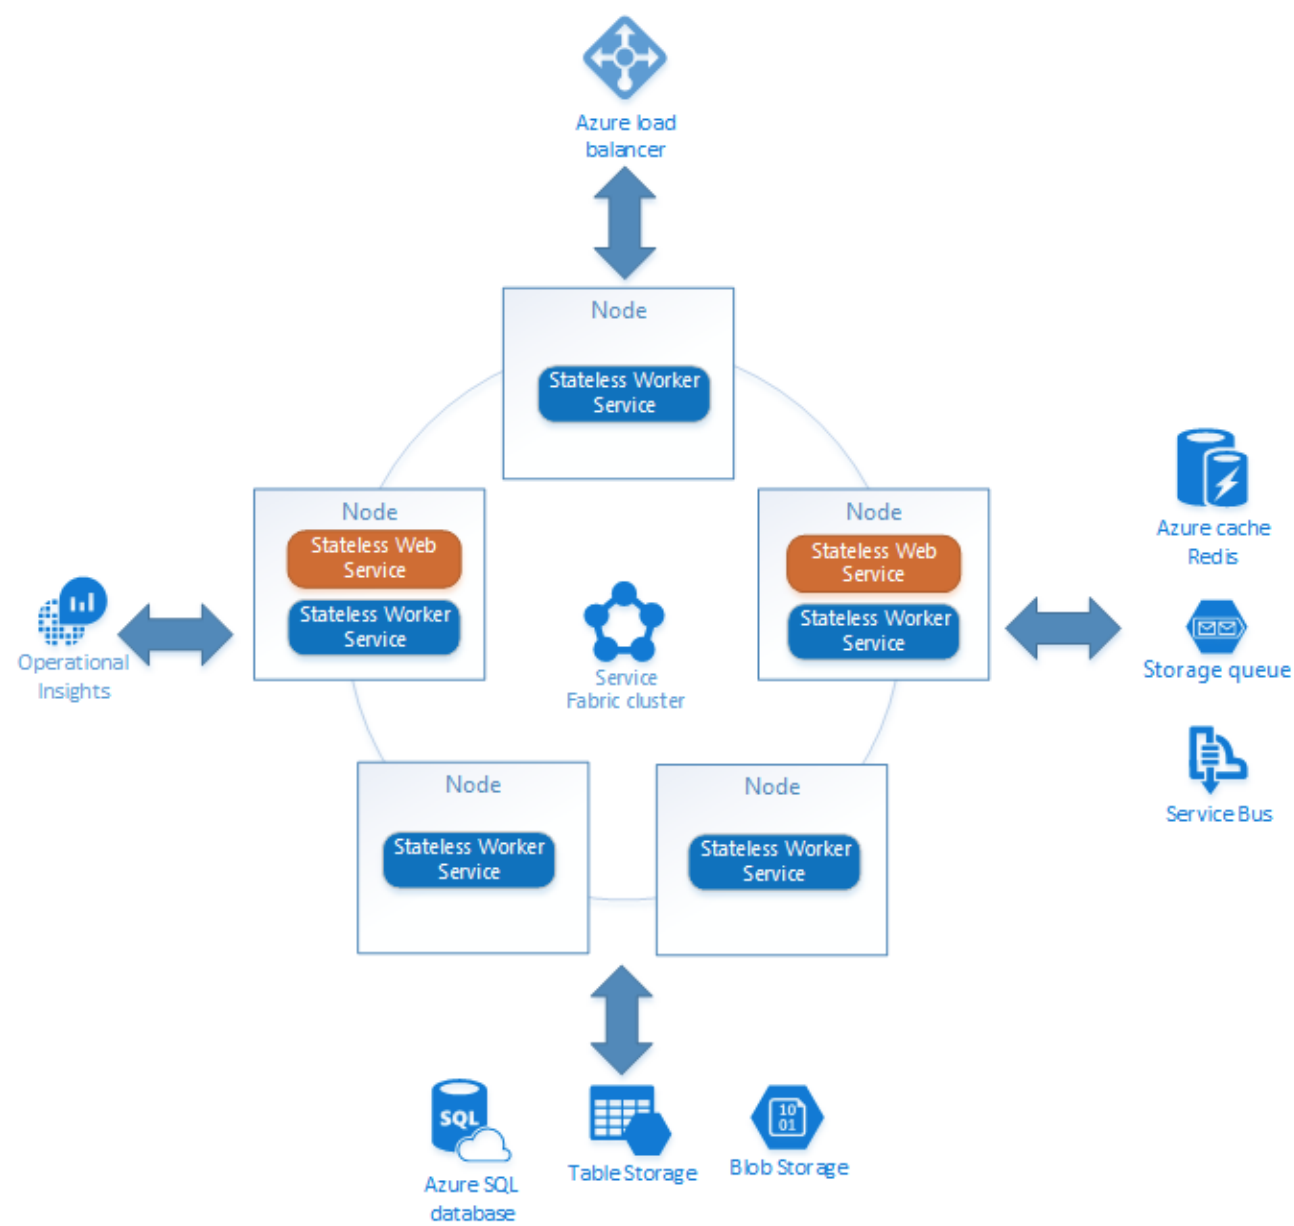 Azure load
balancer
Node
Stateless Worker
Service
Node
Stateless Web
Service
Stateless Worker
Service
Node
Stateless Web
Service
Stateless Worker
Service
Azure cache
Redis
Operational
Insights
Service
Fabric cluster
Storage queue
Service Bus
Node
Stateless Worker
Service
Node
Stateless Worker
Service
SQL
Azure SQL
database
Table Storage
10
01
Blob Storage